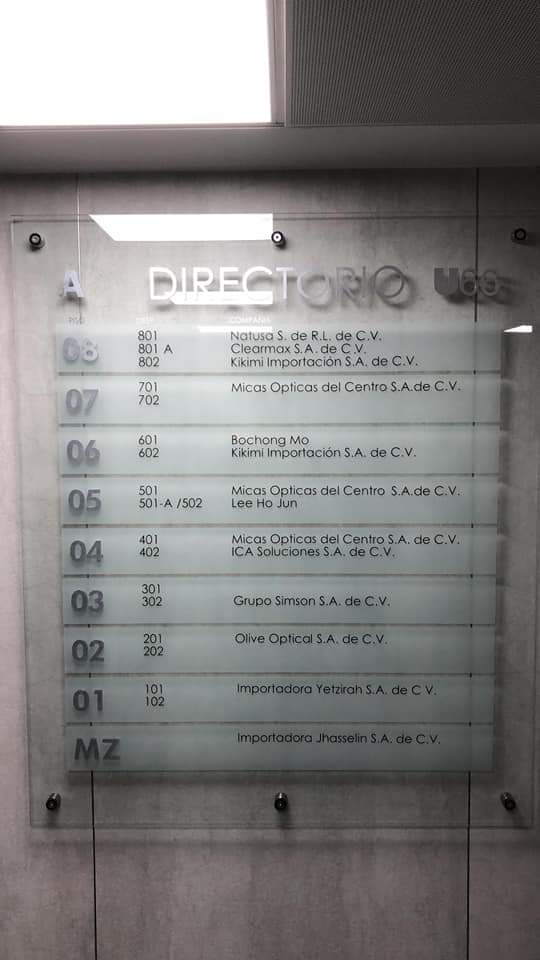 A DIRECTORIO U66
PISO COMPAÑIA
08 801 Natusa S. de R.L. de C.V.
801 A Clearmax S.A. de C.V.
802 Kikimi Importación S.A. de C.V.
07 701 Micas Opticas del Centro S.A.de C.V.
702
06 601 Bochong Mo
602 Kikimi Importación S.A. de C.V.
05 501 Micas Opticas del Centro S.A.de C.V.
501-A /502 Lee Ho Jun
04 401 Micas Opticas del Centro S.A. de C.V.
402 ICA Soluciones S.A. de C.V.
03 301
302 Grupo Simson S.A. de C.V.
02 201 Olive Optical S.A. de C.V.
202
01 101 Importadora Yetzirah S.A. de C V.
102
MZ Importadora Jhasselin S.A. de C.V.